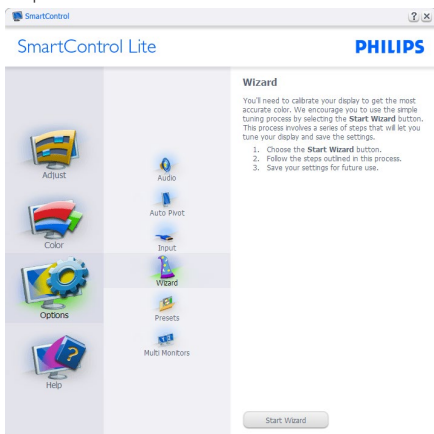 SmartControl
?
SmartControl Lite
PHILIPS
Adjust
Color
Options
Help
Audio
Auto Pivot
Input
Wizard
Presets
Multi Monitors
Wizard
You'll need to calibrate your display to get the most
accurate color. We encourage you to use the simple
tuning process by selecting the Start Wizard button.
This process involves a series of steps that will let you
tune your display and save the settings.
1. Choose the Start Wizard button.
2. Follow the steps outlined in this process.
3. Save your settings for future use.
Start Wizard